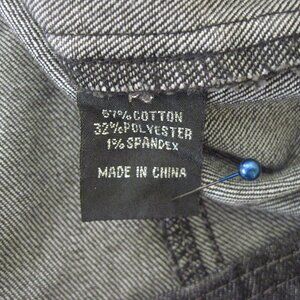 67%COTTON
32%POLYESTER
1%SPANDEX
MADE IN CHINA